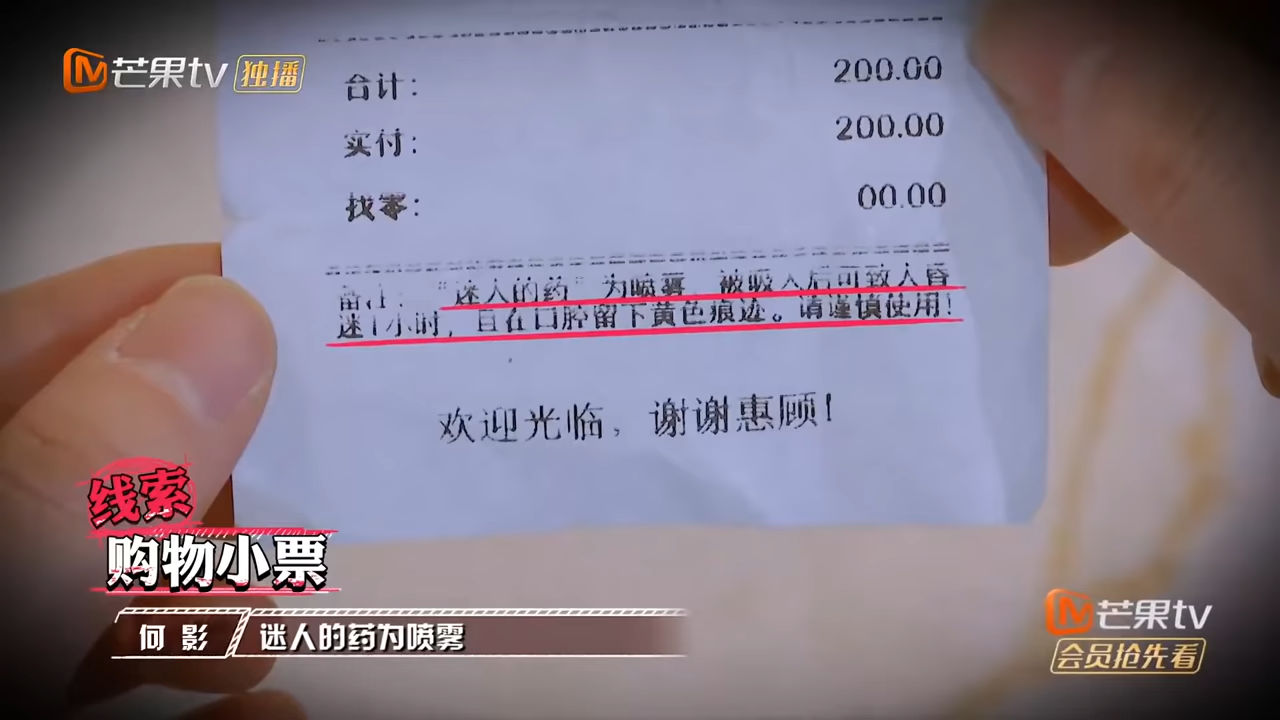 芒果tv 独播
合计： 200.00
实付： 200.00
找零： 00.00
备注：“迷人的药”为喷雾，被吸入后可致人昏
迷1小时，且在口腔留下黄色痕迹。请谨慎使用！
欢迎光临，谢谢惠顾！
线索
购物小票
何影 迷人的药为喷雾
芒果tv
会员抢先看